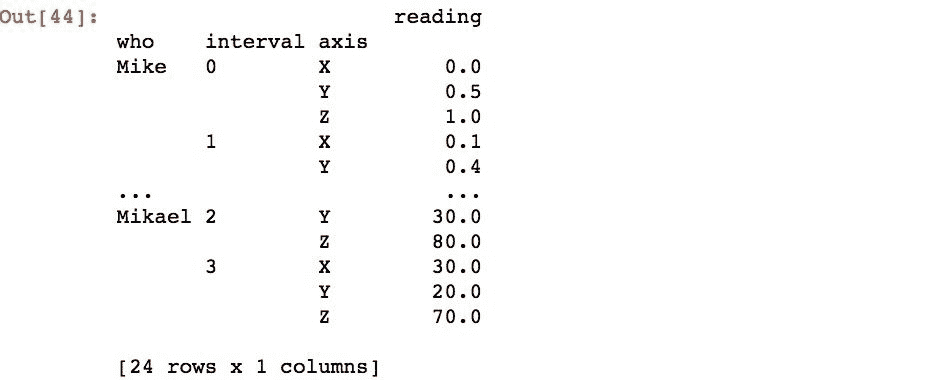 Out[44]: reading
who interval axis
Mike 0 X 0.0
Y 0.5
Z 1.0
1 X 0.1
Y 0.4
... ...
Mikael 2 Y 30.0
Z 80.0
3 X 30.0
Y 20.0
Z 70.0
[24 rows x 1 columns]